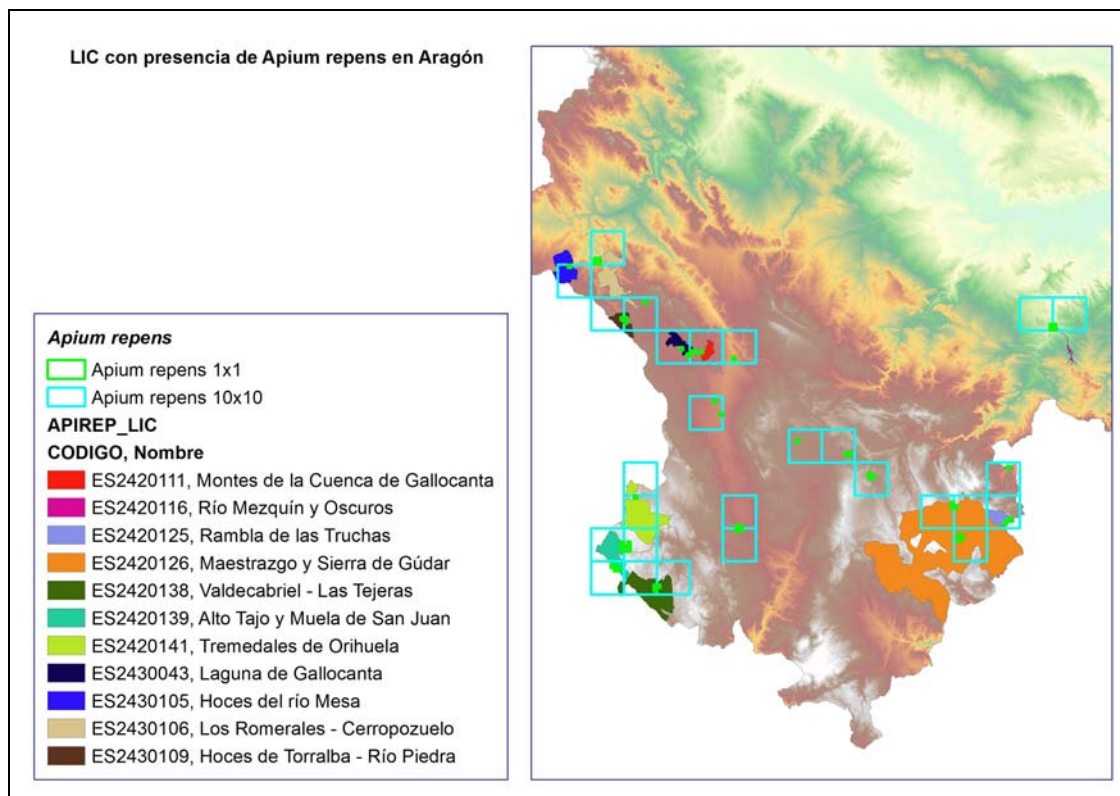 LIC con presencia de Apium repens en Aragón
Apium repens
Apium repens 1x1
Apium repens 10x10
APIREP_LIC
CODIGO, Nombre
ES2420111, Montes de la Cuenca de Gallocanta
ES2420116, Río Mezquín y Oscuros
ES2420125, Rambla de las Truchas
ES2420126, Maestrazgo y Sierra de Gúdar
ES2420138, Valdecabriel - Las Tejeras
ES2420139, Alto Tajo y Muela de San Juan
ES2420141, Tremedales de Orihuela
ES2430043, Laguna de Gallocanta
ES2430105, Hoces del río Mesa
ES2430106, Los Romerales - Cerropozuelo
ES2430109, Hoces de Torralba - Río Piedra